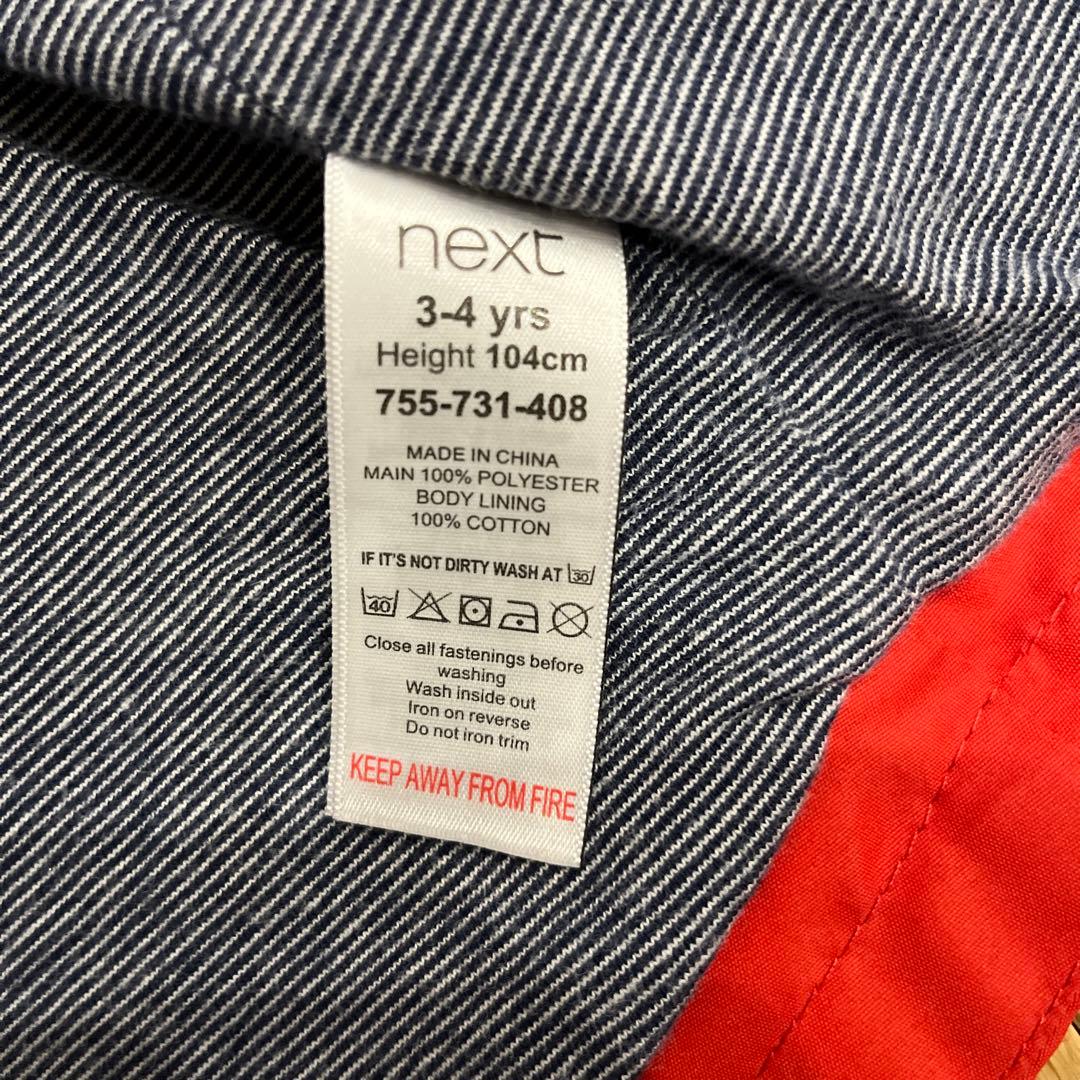 next
3-4 yrs
Height 104cm
755-731-408
MADE IN CHINA
MAIN 100% POLYESTER
BODY LINING
100% COTTON
IF IT'S NOT DIRTY WASH AT 30
40
Close all fastenings before
washing
Wash inside out
Iron on reverse
Do not iron trim
KEEP AWAY FROM FIRE